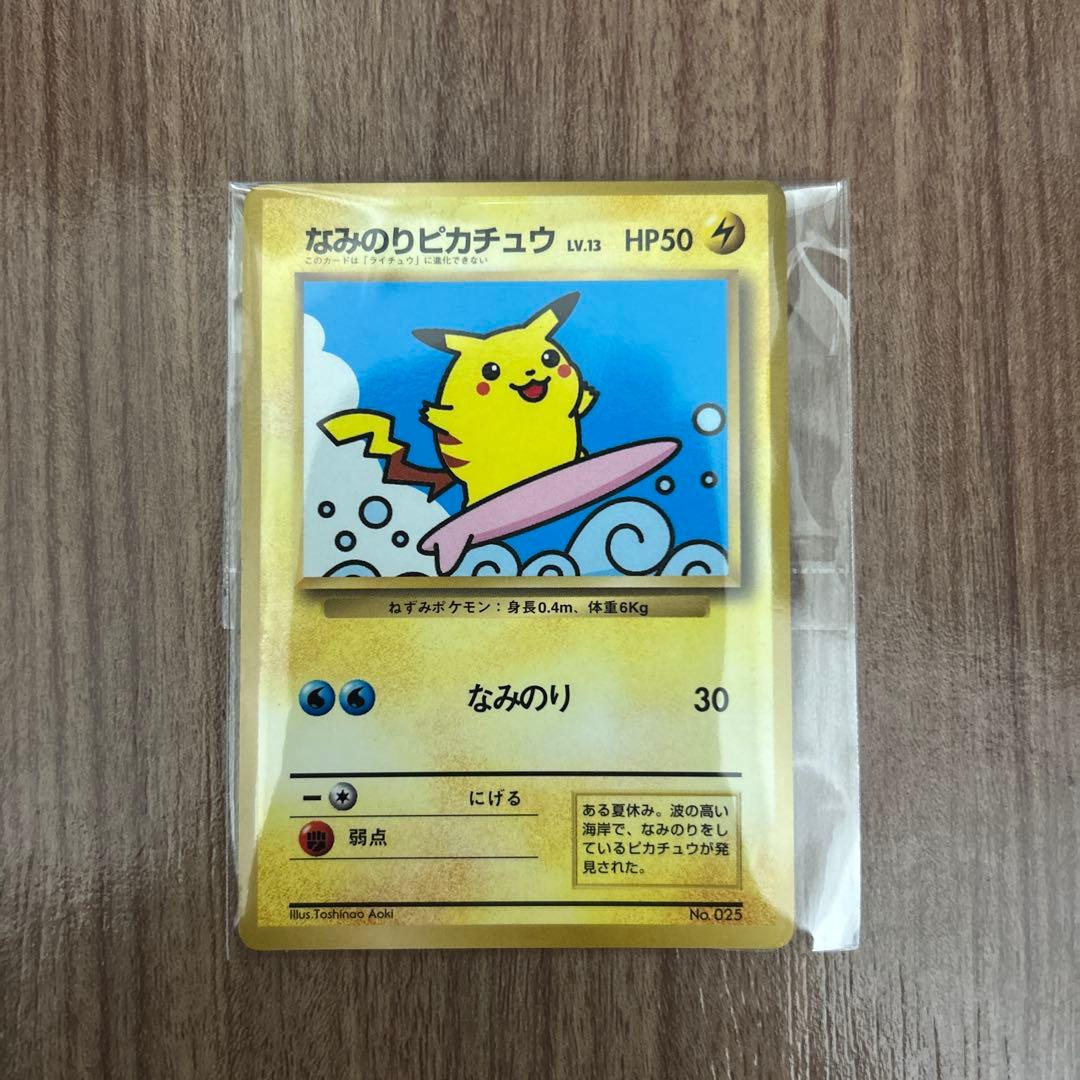 なみのりピカチュウ LV.13 HP50
このカードは「ライチュウ」に進化できない
ねずみポケモン：身長0.4m、体重6Kg
なみのり 30
にげる
弱点
ある夏休み。波の高い
海岸で、なみのりをし
ているピカチュウが発
見された。
Illus.Toshinao Aoki No. 025